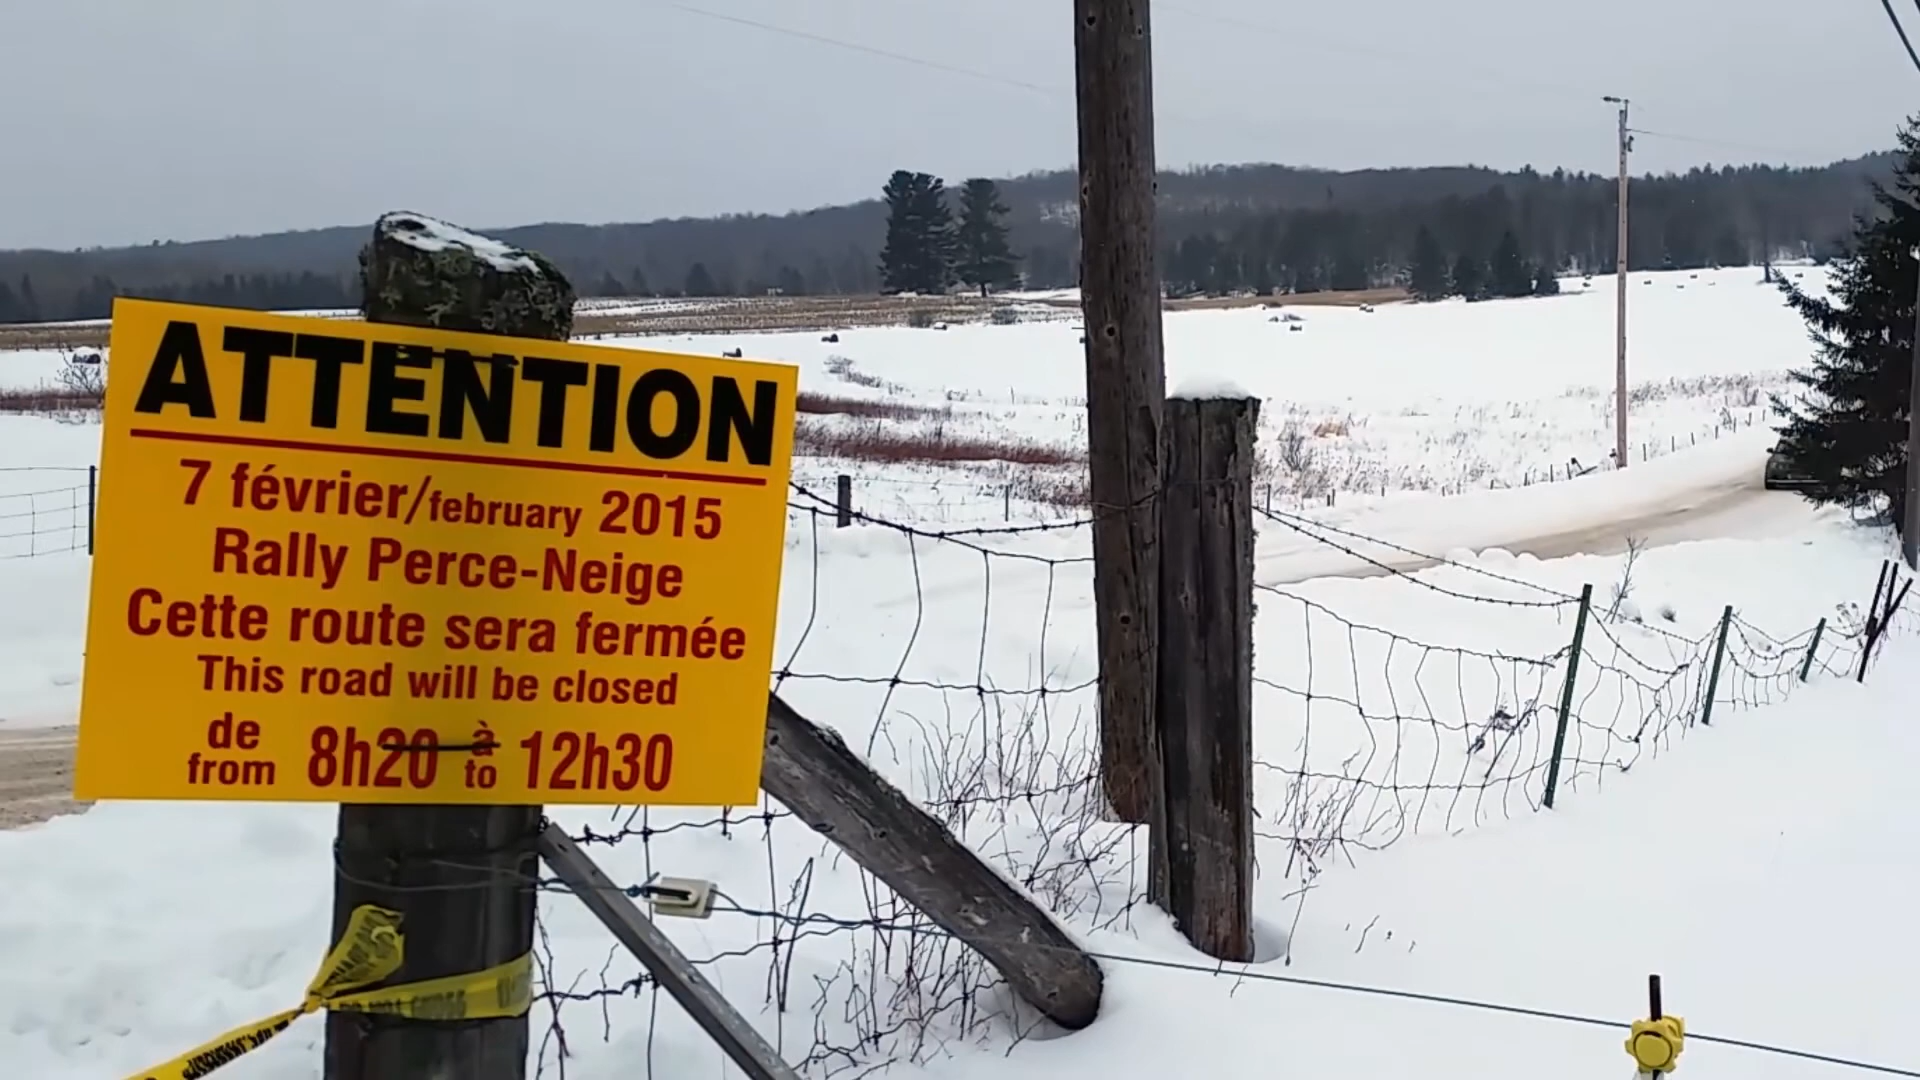 ATTENTION
7 février/february 2015
Rally Perce-Neige
Cette route sera fermée
This road will be closed
de from 8h20 à to 12h30